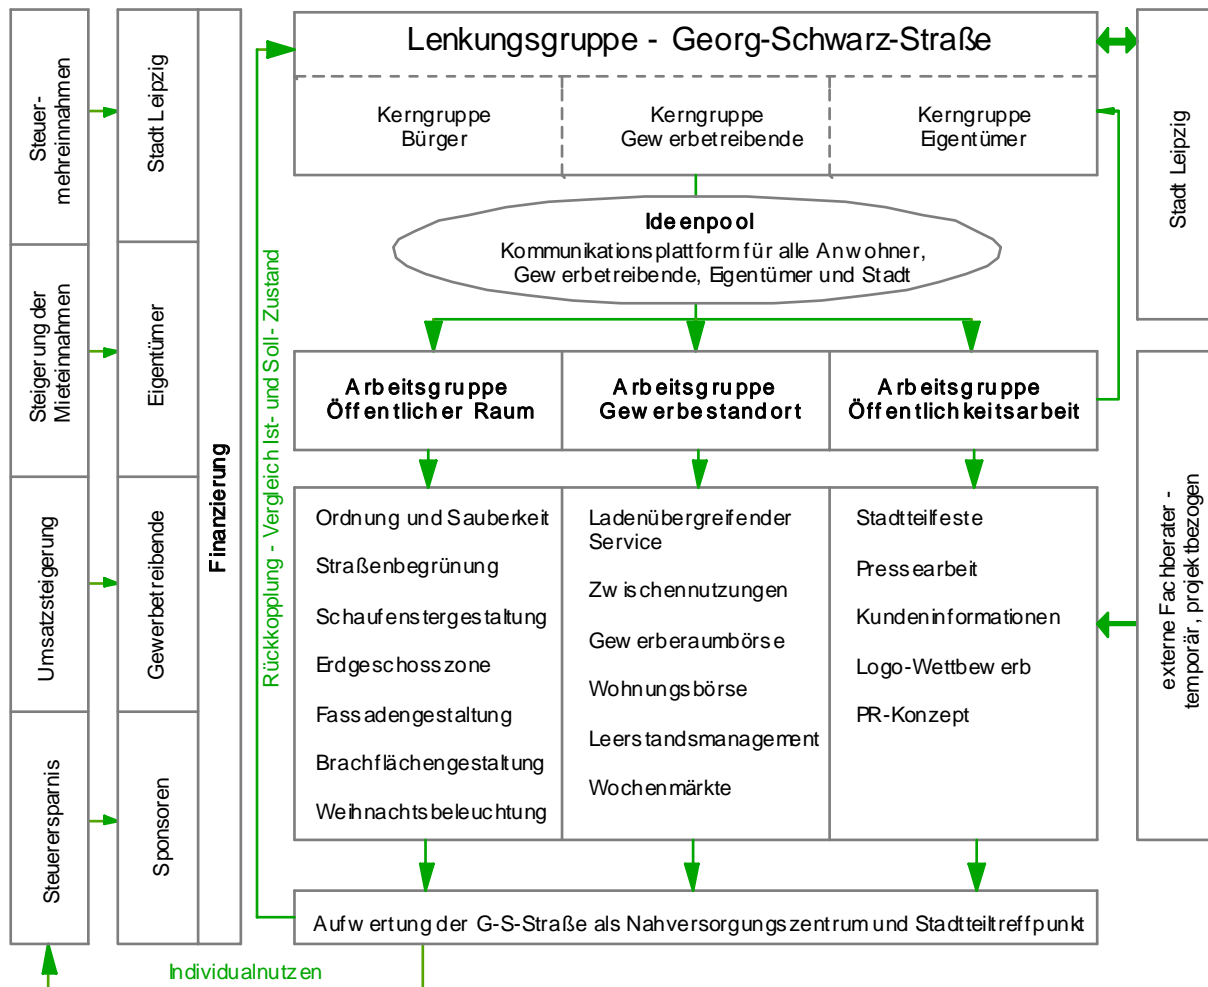 Lenkungsgruppe - Georg-Schwarz-Straße
Kerngruppe
Bürger
Kerngruppe
Gewerbetreibende
Kerngruppe
Eigentümer
Ideenpool
Kommunikationsplattform für alle Anwohner,
Gewerbetreibende, Eigentümer und Stadt
Arbeitsgruppe
Öffentlicher Raum
Arbeitsgruppe
Gewerbestandort
Arbeitsgruppe
Öffentlichkeitsarbeit
Ordnung und Sauberkeit
Straßenbegrünung
Schaufenstergestaltung
Erdgeschosszone
Fassadengestaltung
Brachflächengestaltung
Weihnachtsbeleuchtung
Ladenübergreifender
Service
Zwischennutzungen
Gewerberaumbörse
Wohnungsbörse
Leerstandsmanagement
Wochenmärkte
Stadtteilfeste
Pressearbeit
Kundeninformationen
Logo-Wettbewerb
PR-Konzept
Aufwertung der G-S-Straße als Nahversorgungszentrum und Stadtteiltreffpunkt
Individualnutzen
Steuer-
mehreinnahmen
Steigerung der
Mieteinnahmen
Umsatzsteigerung
Steuerersparnis
Stadt Leipzig
Eigentümer
Gewerbetreibende
Sponsoren
Finanzierung
Rückkopplung - Vergleich Ist- und Soll- Zustand
Stadt Leipzig
externe Fachberater -
temporär, projektbezogen